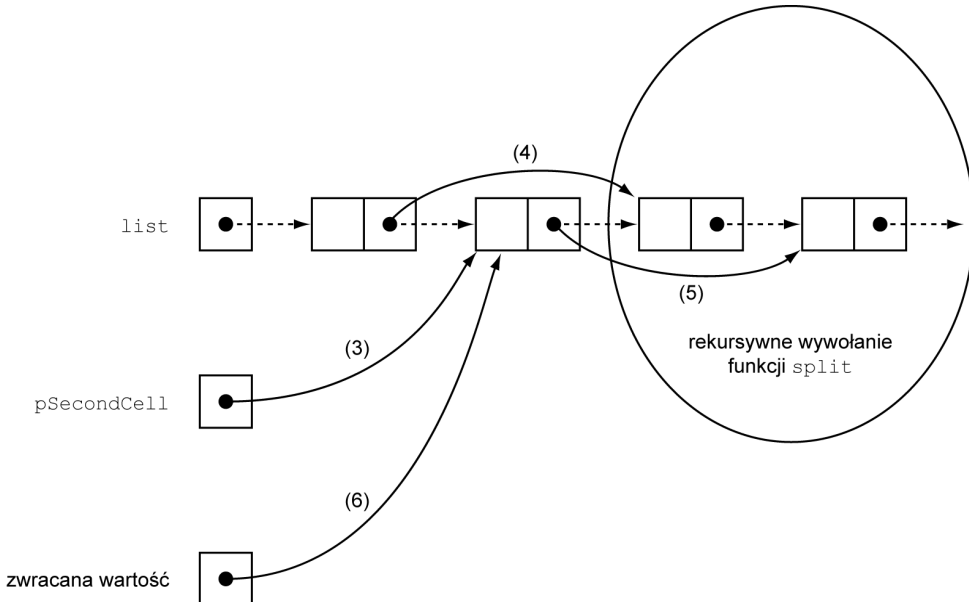 (4)
list
(5)
rekursywne wywołanie
funkcji split
(3)
pSecondCell
(6)
zwracana wartość